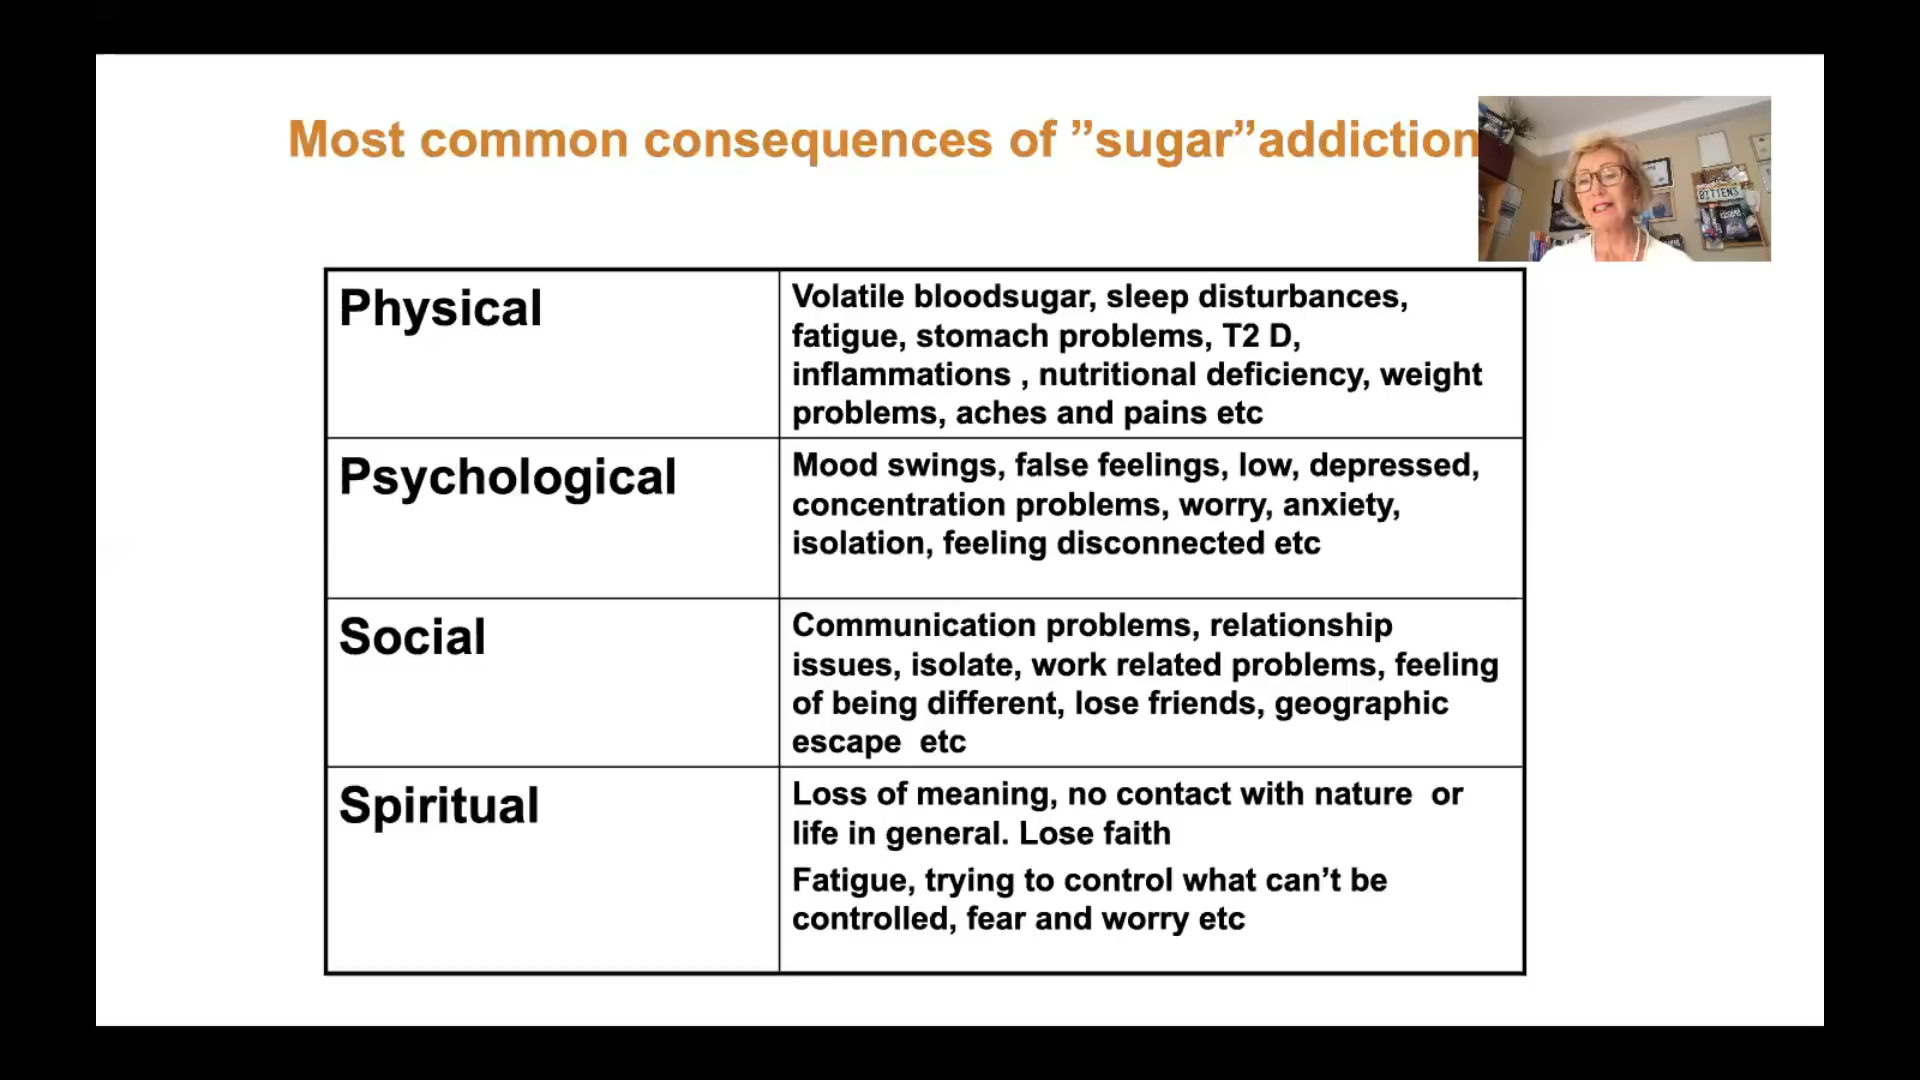 Most common consequences of ”sugar”addiction
BITTENS
Physical
Volatile bloodsugar, sleep disturbances,
fatigue, stomach problems, T2 D,
inflammations , nutritional deficiency, weight
problems, aches and pains etc
Psychological
Mood swings, false feelings, low, depressed,
concentration problems, worry, anxiety,
isolation, feeling disconnected etc
Social
Communication problems, relationship
issues, isolate, work related problems, feeling
of being different, lose friends, geographic
escape  etc
Spiritual
Loss of meaning, no contact with nature  or
life in general. Lose faith
Fatigue, trying to control what can’t be
controlled, fear and worry etc